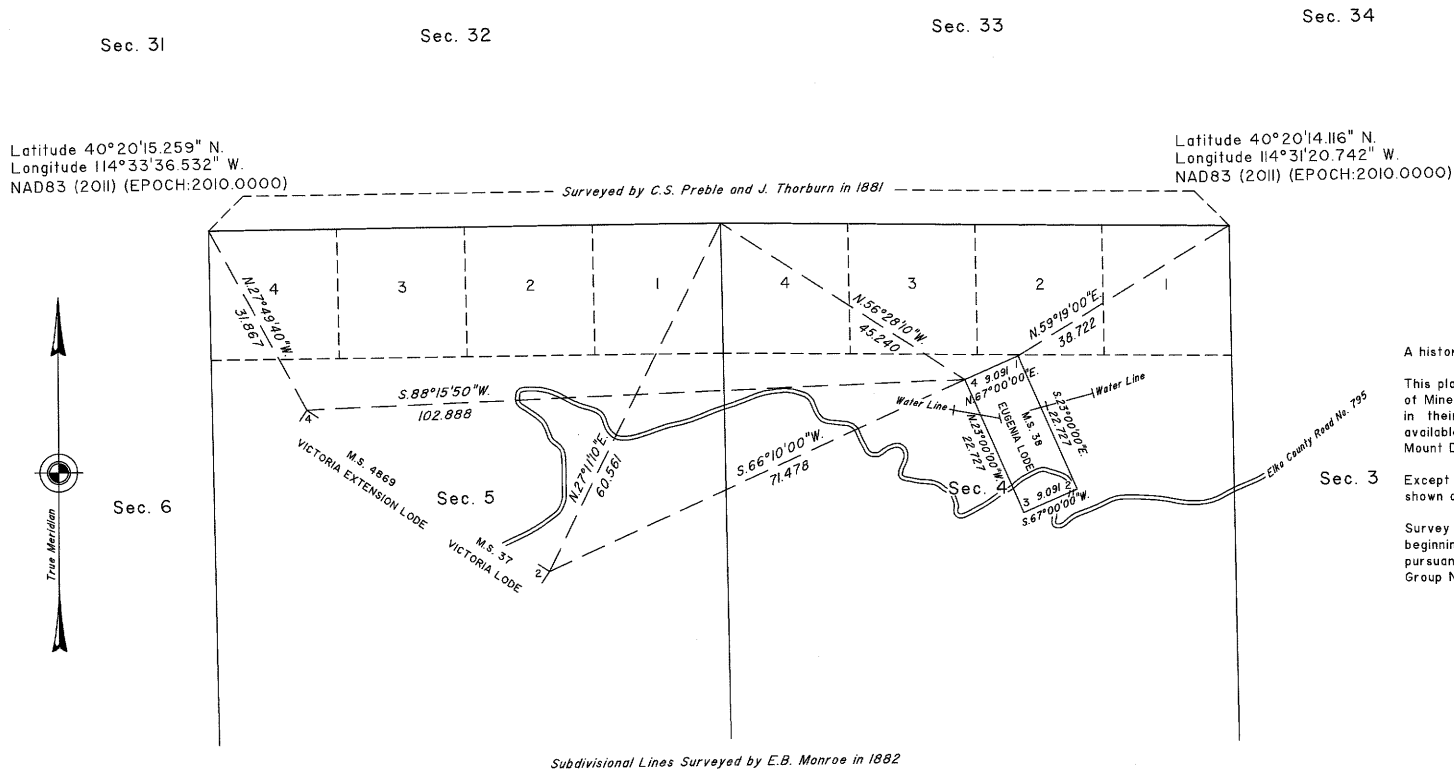 Sec. 31
Sec. 32
Sec. 33
Sec. 34
Latitude 40°20'15.259" N.
Longitude 114°33'36.532" W.
NAD83 (2011) (EPOCH:2010.0000)
Latitude 40°20'14.116" N.
Longitude 114°31'20.742" W.
NAD83 (2011) (EPOCH:2010.0000)
Surveyed by C.S. Preble and J. Thorburn in 1881
4
3
2
1
4
3
2
1
N.27°49'40"W.
31.867
N.56°28'10"W.
45.240
N.59°19'00"E.
38.722
S.88°15'50"W.
102.888
4
N.27°11'10"E.
60.561
S.66°10'00"W.
71.478
4 9.091 1
N.67°00'00"E.
Water Line
Water Line
N.23°00'00"W.
22.727
EUGENIA LODE
M.S. 38
S.23°00'00"E.
22.727
3 9.091 2
S.67°00'00"W.
Elko County Road No. 795
M.S. 4869
VICTORIA EXTENSION LODE
M.S. 37
VICTORIA LODE
2
True Meridian
Sec. 6
Sec. 5
Sec. 4
Sec. 3
A histor
This pla
of Mine
in their
available
Mount D
Except
shown o
Survey
beginnin
pursuan
Group N
Subdivisional Lines Surveyed by E.B. Monroe in 1882